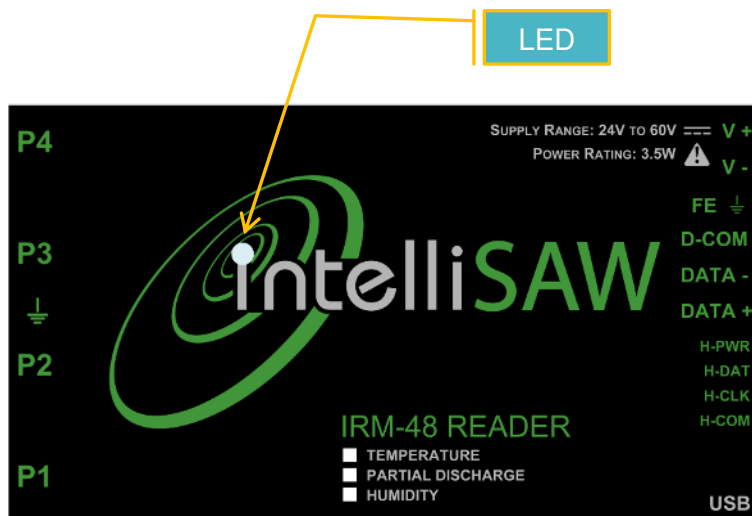 LED
P4
SUPPLY RANGE: 24V TO 60V V +
POWER RATING: 3.5W V -
FE
P3
D-COM
intelliSAW
DATA -
DATA +
P2
H-PWR
H-DAT
H-CLK
H-COM
IRM-48 READER
TEMPERATURE
PARTIAL DISCHARGE
P1
HUMIDITY
USB